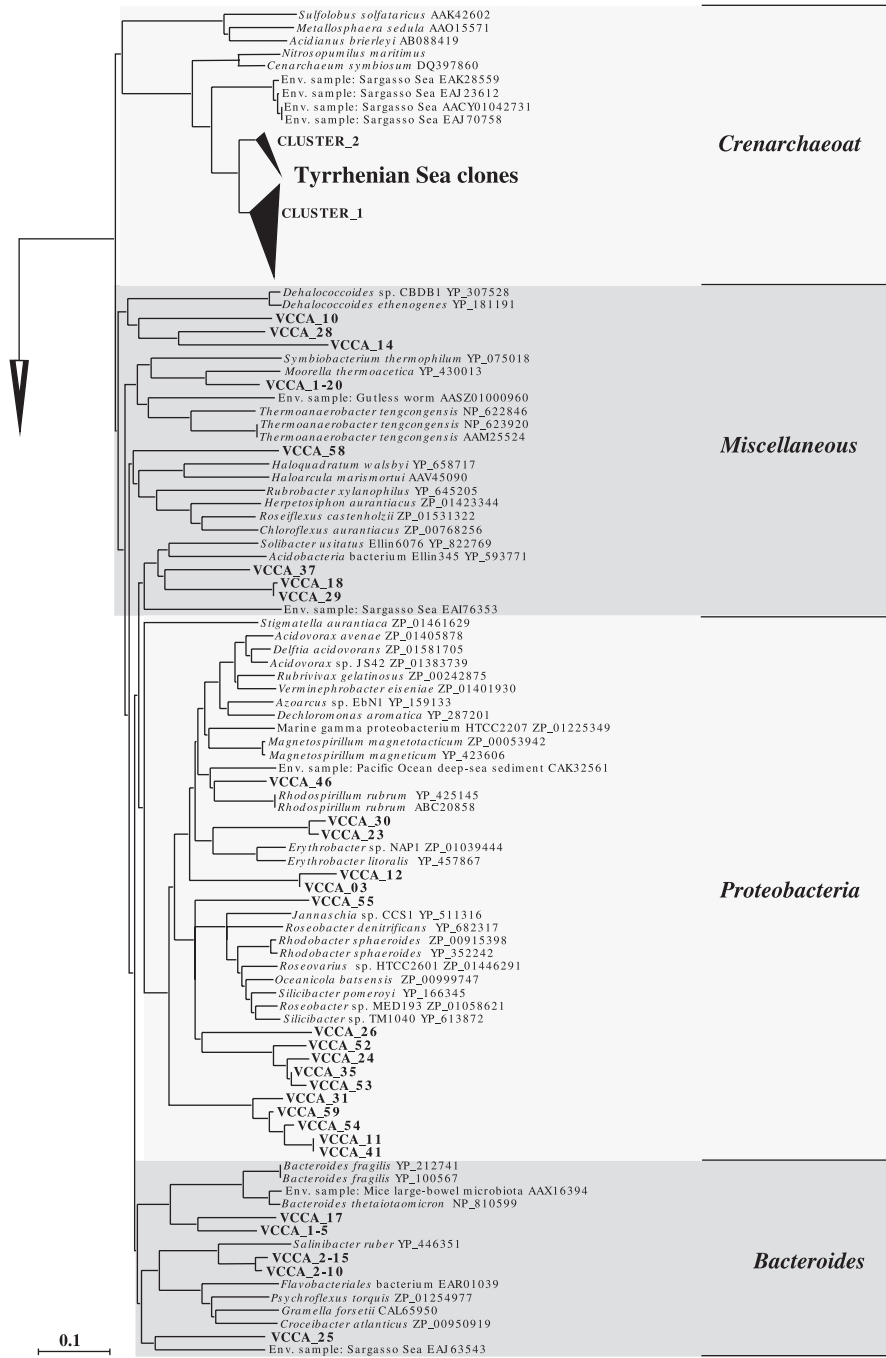 Sulfolobus solfataricus AAK42602
Metallosphaera sedula AAO15571
Acidianus brierleyi AB088419
Nitrosopumilus maritimus
Cenarchaeum symbiosum DQ397860
Env. sample: Sargasso Sea EAK28559
Env. sample: Sargasso Sea EAJ23612
Env. sample: Sargasso Sea AACY01042731
Env. sample: Sargasso Sea EAJ70758
CLUSTER_2
Crenarchaeoat
Tyrrhenian Sea clones
CLUSTER_1
Dehalococcoides sp. CBDB1 YP_307528
Dehalococcoides ethenogenes YP_181191
VCCA_10
VCCA_28
VCCA_14
Symbiobacterium thermophilum YP_075018
Moorella thermoacetica YP_430013
VCCA_1-20
Env. sample: Gutless worm AASZ01000960
Thermoanaerobacter tengcongensis NP_622846
Thermoanaerobacter tengcongensis NP_623920
Thermoanaerobacter tengcongensis AAM25524
Miscellaneous
VCCA_58
Haloquadratum walsbyi YP_658717
Haloarcula marismortui AAV45090
Rubrobacter xylanophilus YP_645205
Herpetosiphon aurantiacus ZP_01423344
Roseiflexus castenholzii ZP_01531322
Chloroflexus aurantiacus ZP_00768256
Solibacter usitatus Ellin6076 YP_822769
Acidobacteria bacterium Ellin345 YP_593771
VCCA_37
VCCA_18
VCCA_29
Env. sample: Sargasso Sea EAI76353
Stigmatella aurantiaca ZP_01461629
Acidovorax avenae ZP_01405878
Delftia acidovorans ZP_01581705
Acidovorax sp. JS42 ZP_01383739
Rubrivivax gelatinosus ZP_00242875
Verminephrobacter eiseniae ZP_01401930
Azoarcus sp. EbN1 YP_159133
Dechloromonas aromatica YP_287201
Marine gamma proteobacterium HTCC2207 ZP_01225349
Magnetospirillum magnetotacticum ZP_00053942
Magnetospirillum magneticum YP_423606
Env. sample: Pacific Ocean deep-sea sediment CAK32561
VCCA_46
Rhodospirillum rubrum YP_425145
Rhodospirillum rubrum ABC20858
VCCA_30
VCCA_23
Erythrobacter sp. NAP1 ZP_01039444
Erythrobacter litoralis YP_457867
VCCA_12
VCCA_03
Proteobacteria
VCCA_55
Jannaschia sp. CCS1 YP_511316
Roseobacter denitrificans YP_682317
Rhodobacter sphaeroides ZP_00915398
Rhodobacter sphaeroides YP_352242
Roseovarius sp. HTCC2601 ZP_01446291
Oceanicola batsensis ZP_00999747
Silicibacter pomeroyi YP_166345
Roseobacter sp. MED193 ZP_01058621
Silicibacter sp. TM1040 YP_613872
VCCA_26
VCCA_52
VCCA_24
VCCA_35
VCCA_53
VCCA_31
VCCA_59
VCCA_54
VCCA_11
VCCA_41
Bacteroides fragilis YP_212741
Bacteroides fragilis YP_100567
Env. sample: Mice large-bowel microbiota AAX16394
Bacteroides thetaiotaomicron NP_810599
VCCA_17
VCCA_1-5
Salinibacter ruber YP_446351
VCCA_2-15
Bacteroides
VCCA_2-10
Flavobacteriales bacterium EAR01039
Psychroflexus torquis ZP_01254977
Gramella forsetii CAL65950
Croceibacter atlanticus ZP_00950919
VCCA_25
0.1
Env. sample: Sargasso Sea EAJ63543